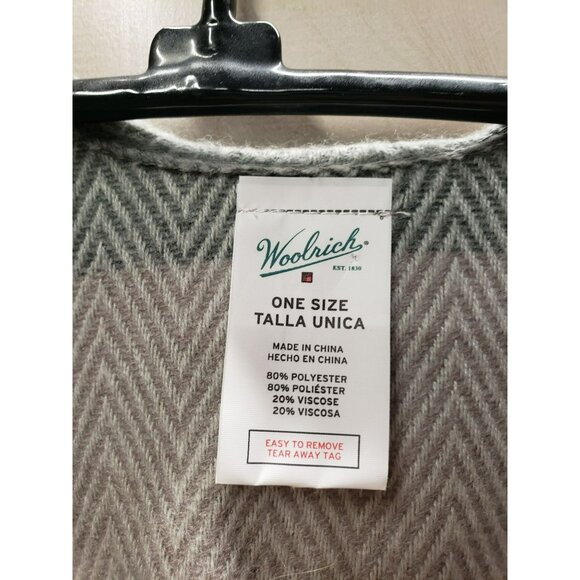 Woolrich®
EST. 1830
ONE SIZE
TALLA UNICA
MADE IN CHINA
HECHO EN CHINA
80% POLYESTER
80% POLIÉSTER
20% VISCOSE
20% VISCOSA
EASY TO REMOVE
TEAR AWAY TAG